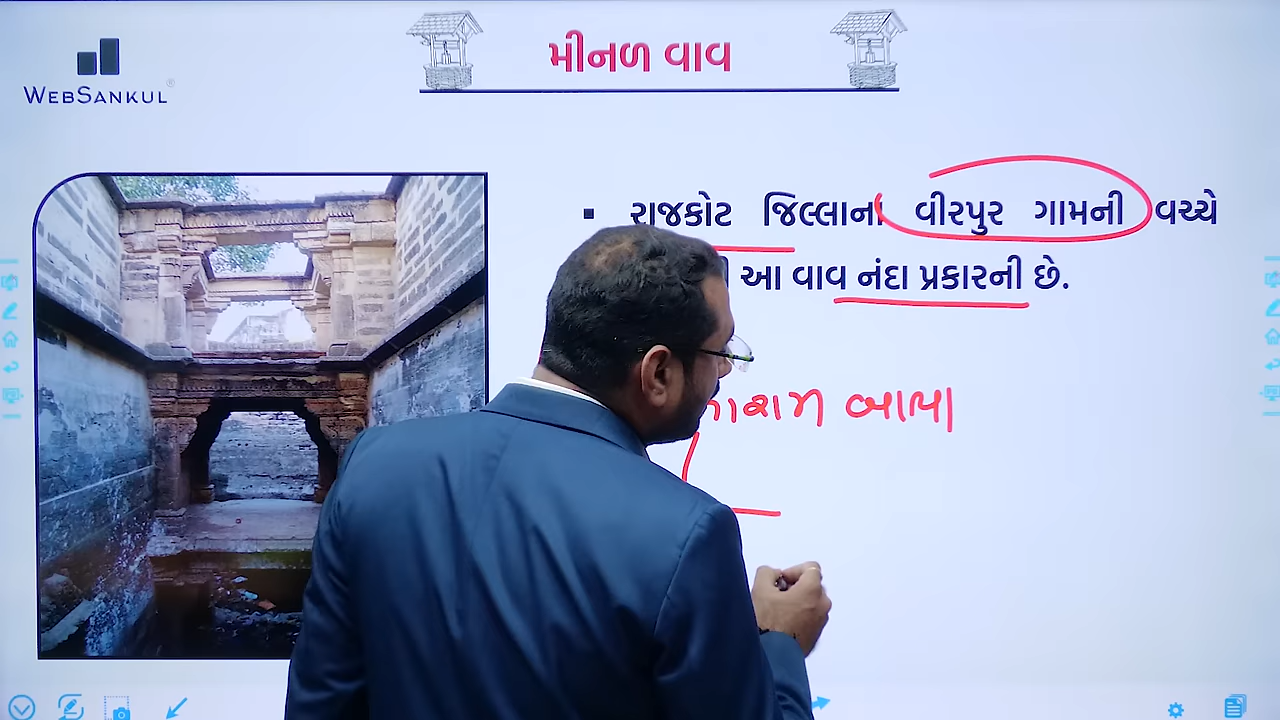 WEBSANKUL
મીનળ વાવ
રાજકોટ જિલ્લાના વીરપુર ગામની વચ્ચે
આ વાવ નંદા પ્રકારની છે.
બાપા